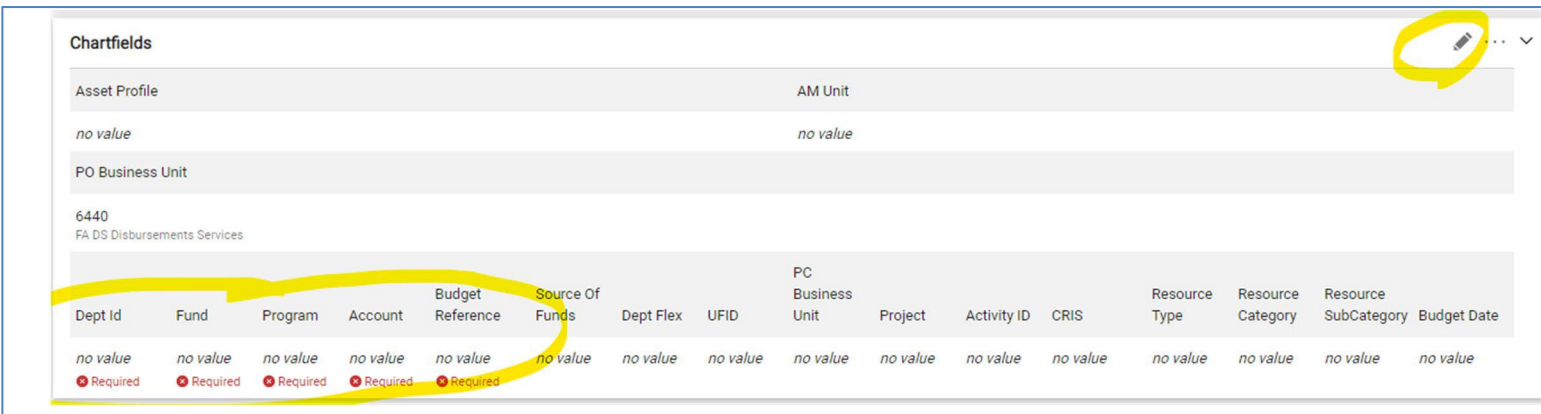 Chartfields
Asset Profile AM Unit
no value no value
PO Business Unit
6440
FA DS Disbursements Services
PC
Budget Source Of Business Resource Resource Resource
Dept Id Fund Program Account Reference Funds Dept Flex UFID Unit Project Activity ID CRIS Type Category SubCategory Budget Date
no value no value no value no value no value no value no value no value no value no value no value no value no value no value no value no value
Required Required Required Required Required